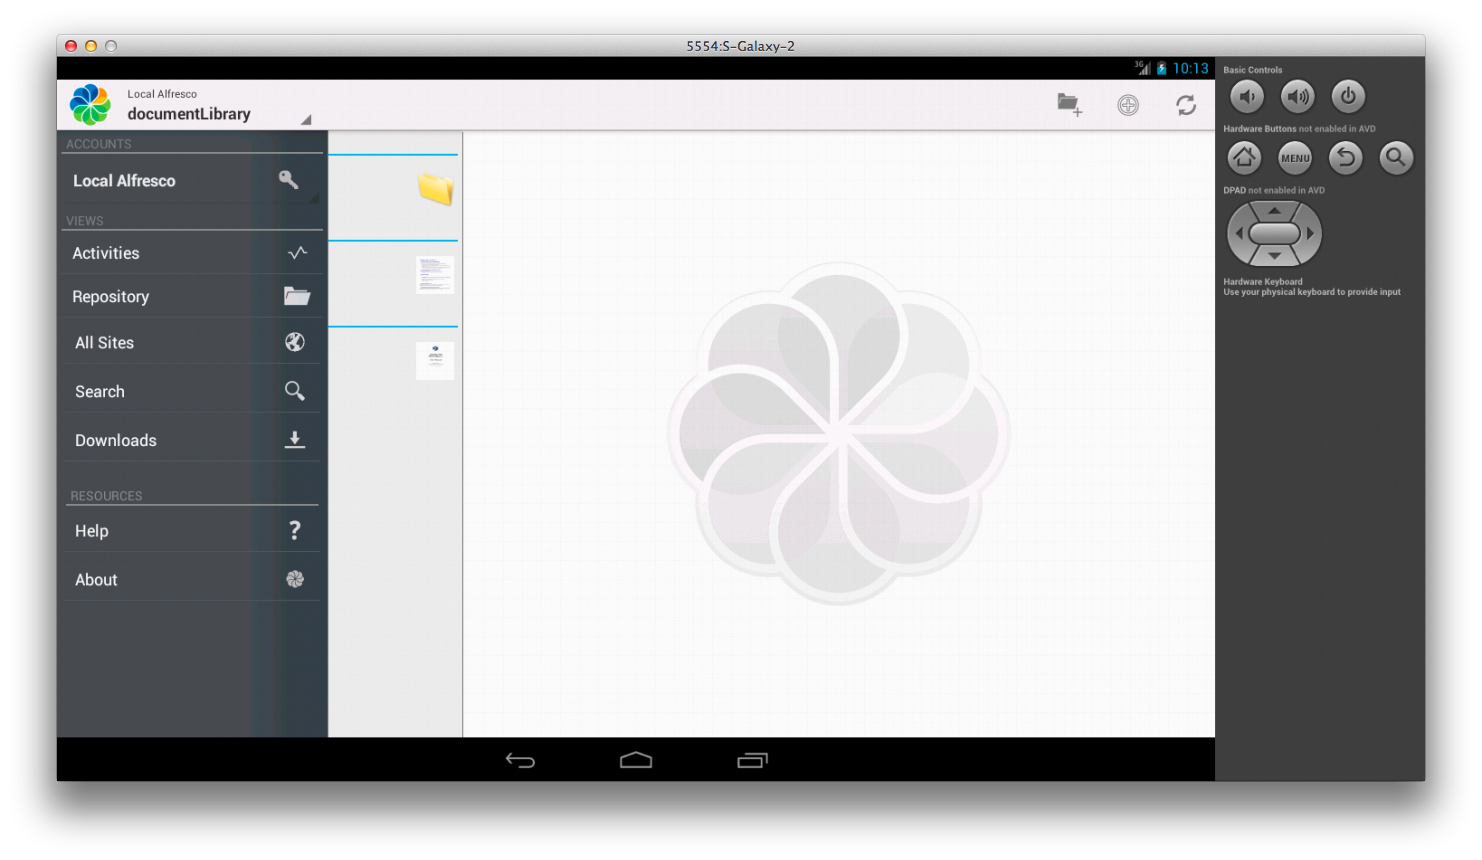 5554:S-Galaxy-2
3G 10:13
Local Alfresco
documentLibrary
ACCOUNTS
Local Alfresco
VIEWS
Activities
Repository
All Sites
Search
Downloads
RESOURCES
Help
?
About
Basic Controls
Hardware Buttons not enabled in AVD
MENU
DPAD not enabled in AVD
Hardware Keyboard
Use your physical keyboard to provide input